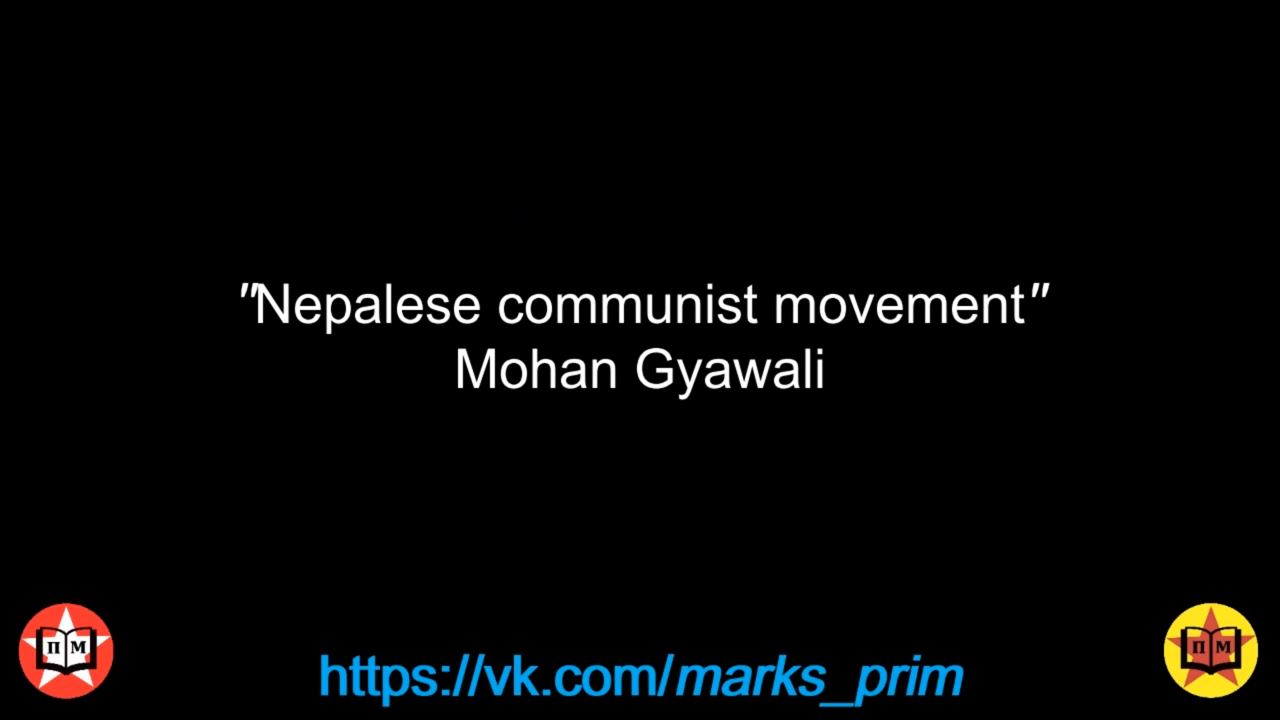 "Nepalese communist movement"
Mohan Gyawali
П М
П М
https://vk.com/marks_prim